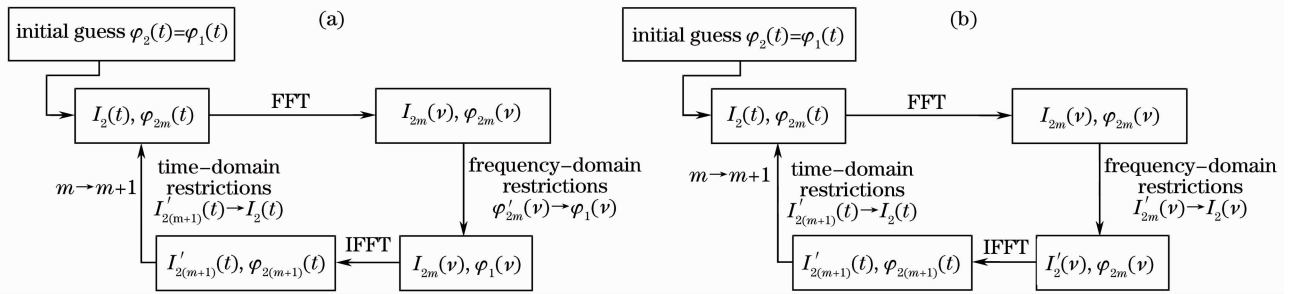 (a)
initial guess φ₂(t)=φ₁(t)
I₂(t), φ₂ₘ(t)
FFT
I₂ₘ(ν), φ₂ₘ(ν)
m→m+1
time-domain
restrictions
I′₂₍ₘ₊₁₎(t)→I₂(t)
frequency-domain
restrictions
φ′₂ₘ(ν)→φ₁(ν)
I′₂₍ₘ₊₁₎(t), φ₂₍ₘ₊₁₎(t)
IFFT
I₂ₘ(ν), φ₁(ν)
(b)
initial guess φ₂(t)=φ₁(t)
I₂(t), φ₂ₘ(t)
FFT
I₂ₘ(ν), φ₂ₘ(ν)
m→m+1
time-domain
restrictions
I′₂₍ₘ₊₁₎(t)→I₂(t)
frequency-domain
restrictions
I′₂ₘ(ν)→I₂(ν)
I′₂₍ₘ₊₁₎(t), φ₂₍ₘ₊₁₎(t)
IFFT
I₂′(ν), φ₂ₘ(ν)